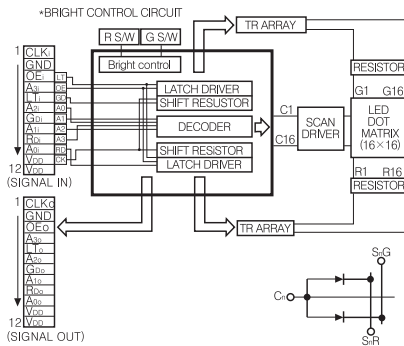 *BRIGHT CONTROL CIRCUIT
R S/W
G S/W
Bright control
TR ARRAY
1
CLKi
GND
OEi
A3i
LTi
A2i
GDi
A1i
RDi
A0i
VDD
VDD
12
(SIGNAL IN)
LT
OE
GD
A0
A1
A2
A3
RD
CK
LATCH DRIVER
SHIFT RESUSTOR
DECODER
SHIFT RESISTOR
LATCH DRIVER
C1
C16
SCAN
DRIVER
RESISTOR
G1 G16
LED
DOT
MATRIX
(16×16)
R1 R16
RESISTOR
TR ARRAY
1
CLKo
GND
OEo
A3o
LTo
A2o
GDo
A1o
RDo
A0o
VDD
VDD
12
(SIGNAL OUT)
SnG
Cn
SnR